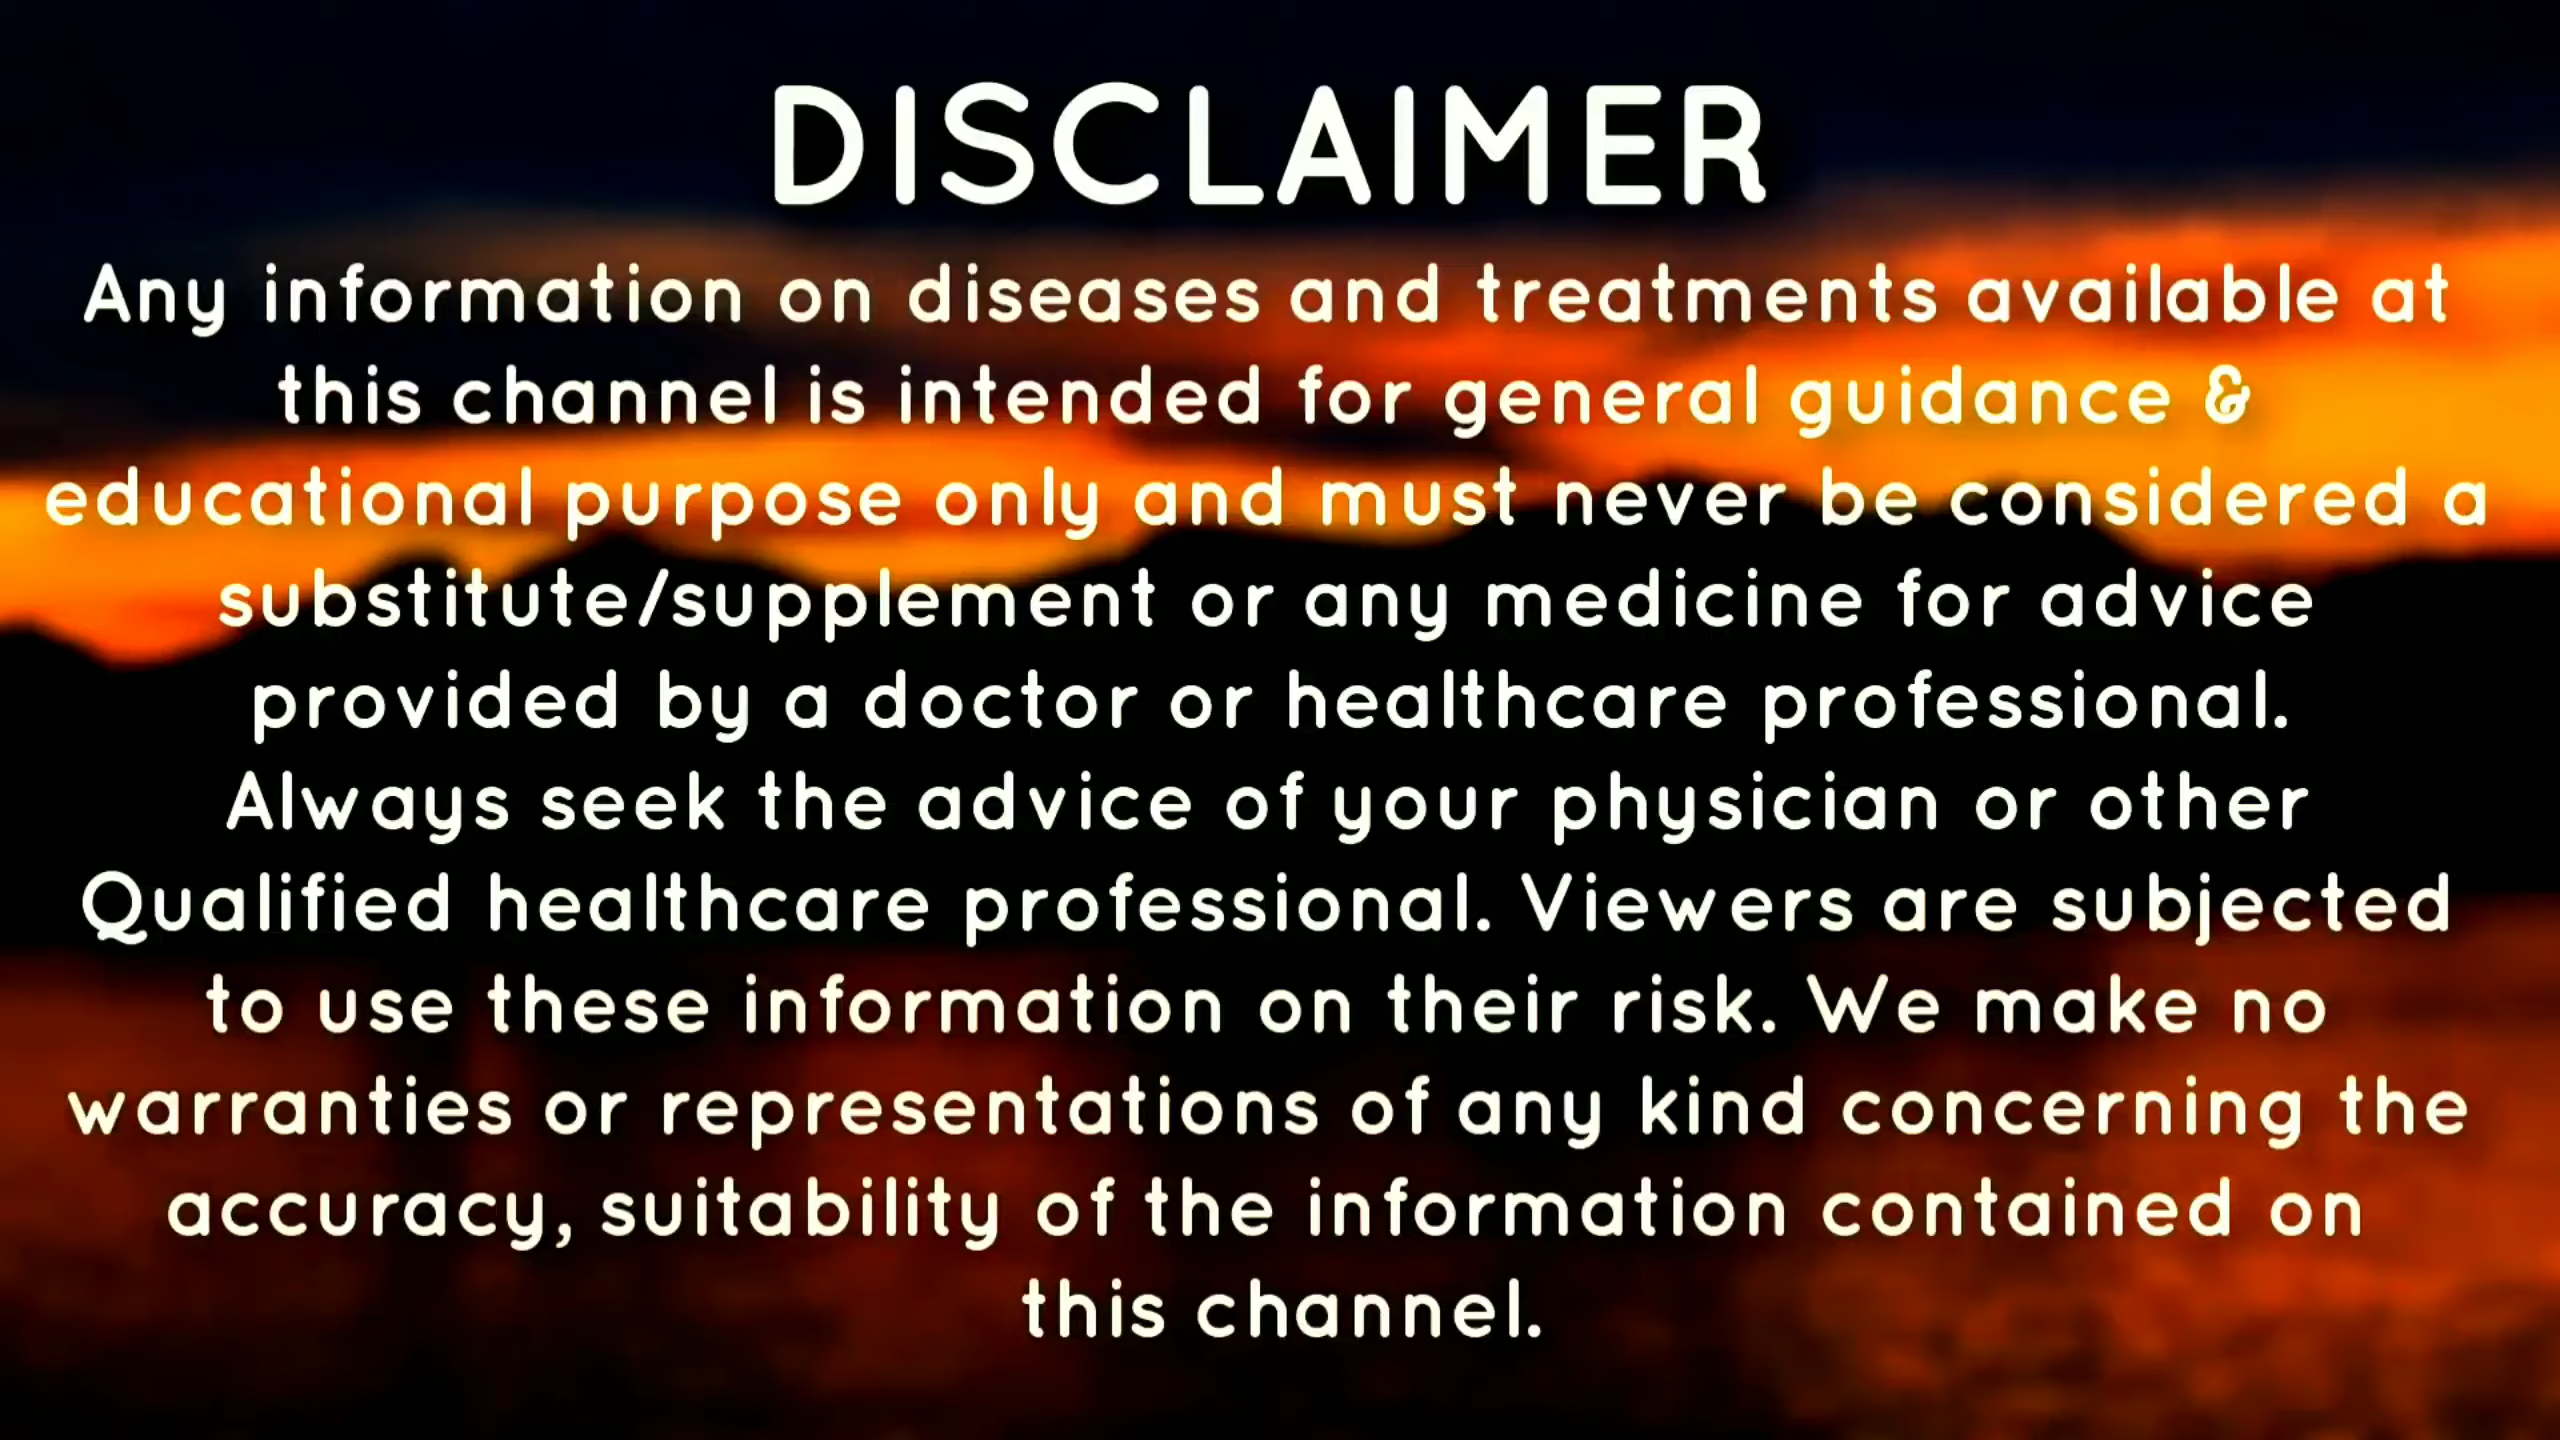 DISCLAIMER
Any information on diseases and treatments available at
this channel is intended for general guidance &
educational purpose only and must never be considered a
substitute/supplement or any medicine for advice
provided by a doctor or healthcare professional.
Always seek the advice of your physician or other
Qualified healthcare professional. Viewers are subjected
to use these information on their risk. We make no
warranties or representations of any kind concerning the
accuracy, suitability of the information contained on
this channel.